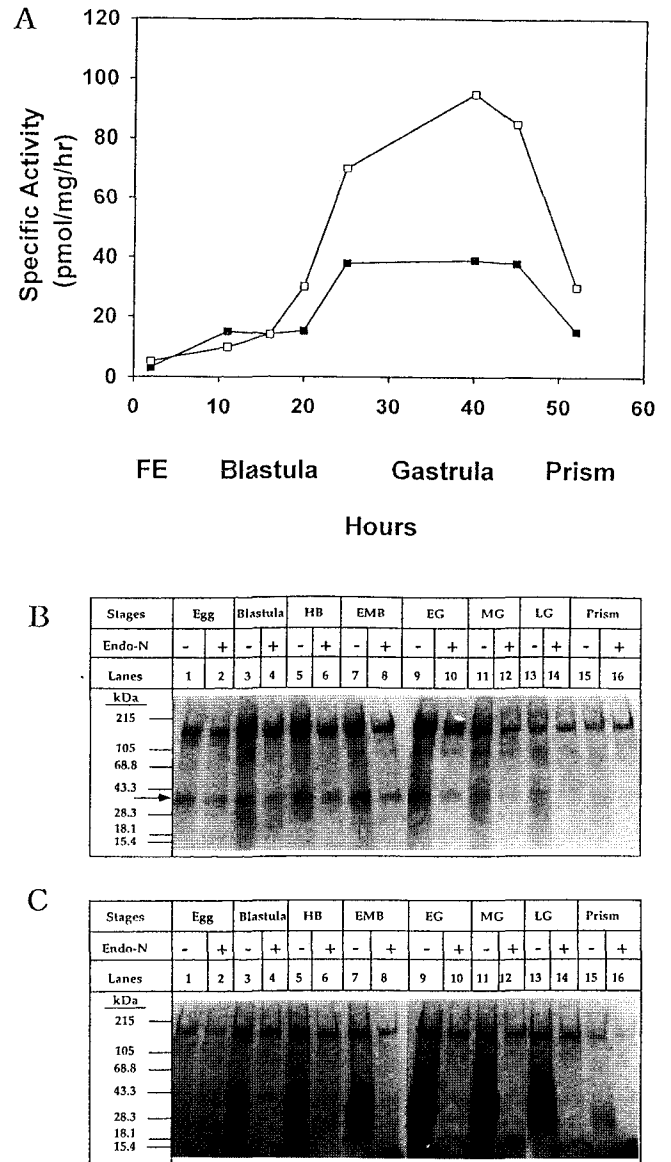 A
Specific Activity
(pmol/mg/hr)
120
100
80
60
40
20
0
0 10 20 30 40 50 60
FE Blastula Gastrula Prism
Hours
B
Stages Egg Blastula HB EMB EG MG LG Prism
Endo-N - + - + - + - + - + - + - + - +
Lanes 1 2 3 4 5 6 7 8 9 10 11 12 13 14 15 16
kDa
215
105
68.8
43.3
28.3
18.1
15.4
C
Stages Egg Blastula HB EMB EG MG LG Prism
Endo-N - + - + - + - + - + - + - + - +
Lanes 1 2 3 4 5 6 7 8 9 10 11 12 13 14 15 16
kDa
215
105
68.8
43.3
28.3
18.1
15.4